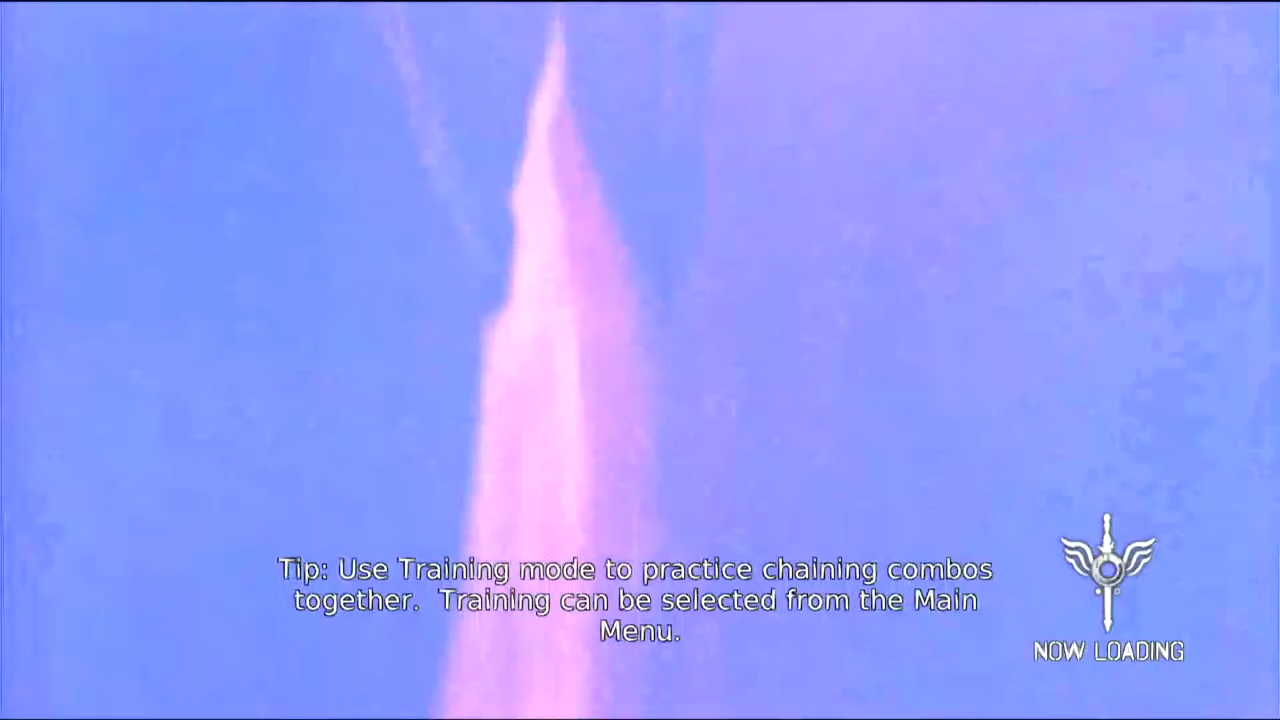 Tip: Use Training mode to practice chaining combos
together.  Training can be selected from the Main
Menu.
NOW LOADING